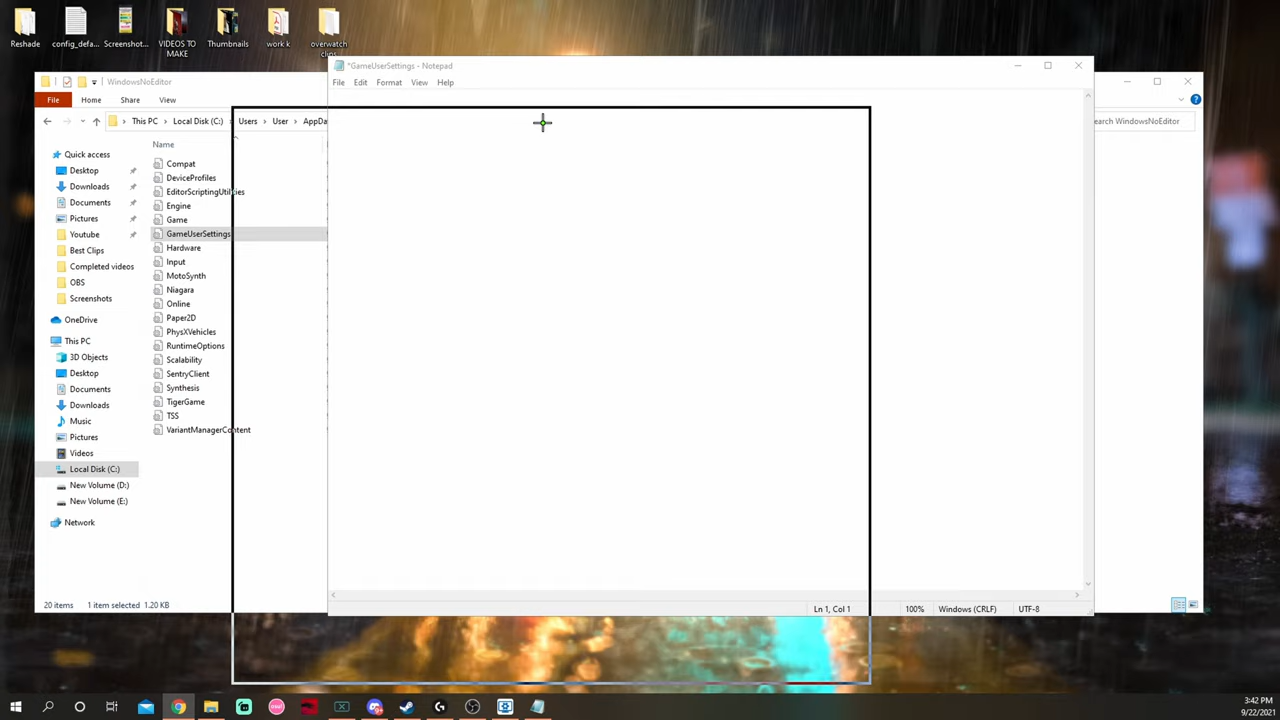 Reshade
config_defa...
Screenshot...
VIDEOS TO MAKE
Thumbnails
work k
overwatch clips
WindowsNoEditor
File
Home
Share
View
This PC
Local Disk (C:)
Users
User
AppDa
Search WindowsNoEditor
*GameUserSettings - Notepad
File
Edit
Format
View
Help
Quick access
Desktop
Downloads
Documents
Pictures
Youtube
Best Clips
Completed videos
OBS
Screenshots
OneDrive
This PC
3D Objects
Desktop
Documents
Downloads
Music
Pictures
Videos
Local Disk (C:)
New Volume (D:)
New Volume (E:)
Network
Name
Compat
DeviceProfiles
EditorScriptingUtilities
Engine
Game
GameUserSettings
Hardware
Input
MotoSynth
Niagara
Online
Paper2D
PhysXVehicles
RuntimeOptions
Scalability
SentryClient
Synthesis
TigerGame
TSS
VariantManagerContent
20 items
1 item selected 1.20 KB
Ln 1, Col 1
100%
Windows (CRLF)
UTF-8
3:42 PM
9/22/2021